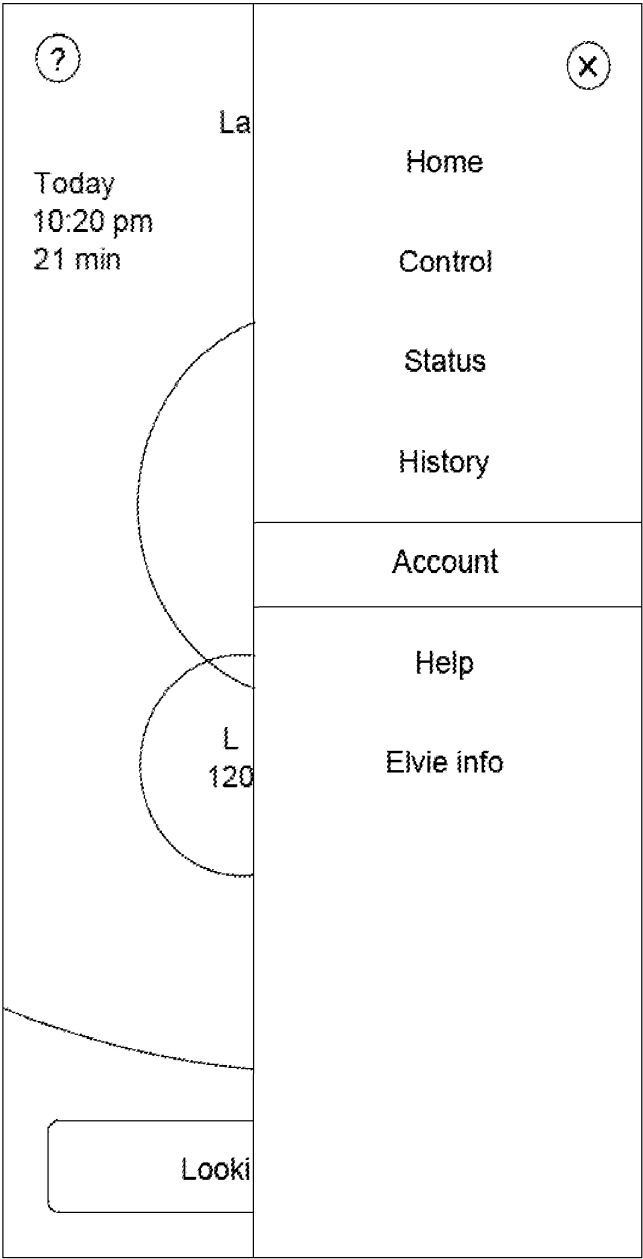 ?
La
Today
10:20 pm
21 min
L
120
Looki
X
Home
Control
Status
History
Account
Help
Elvie info